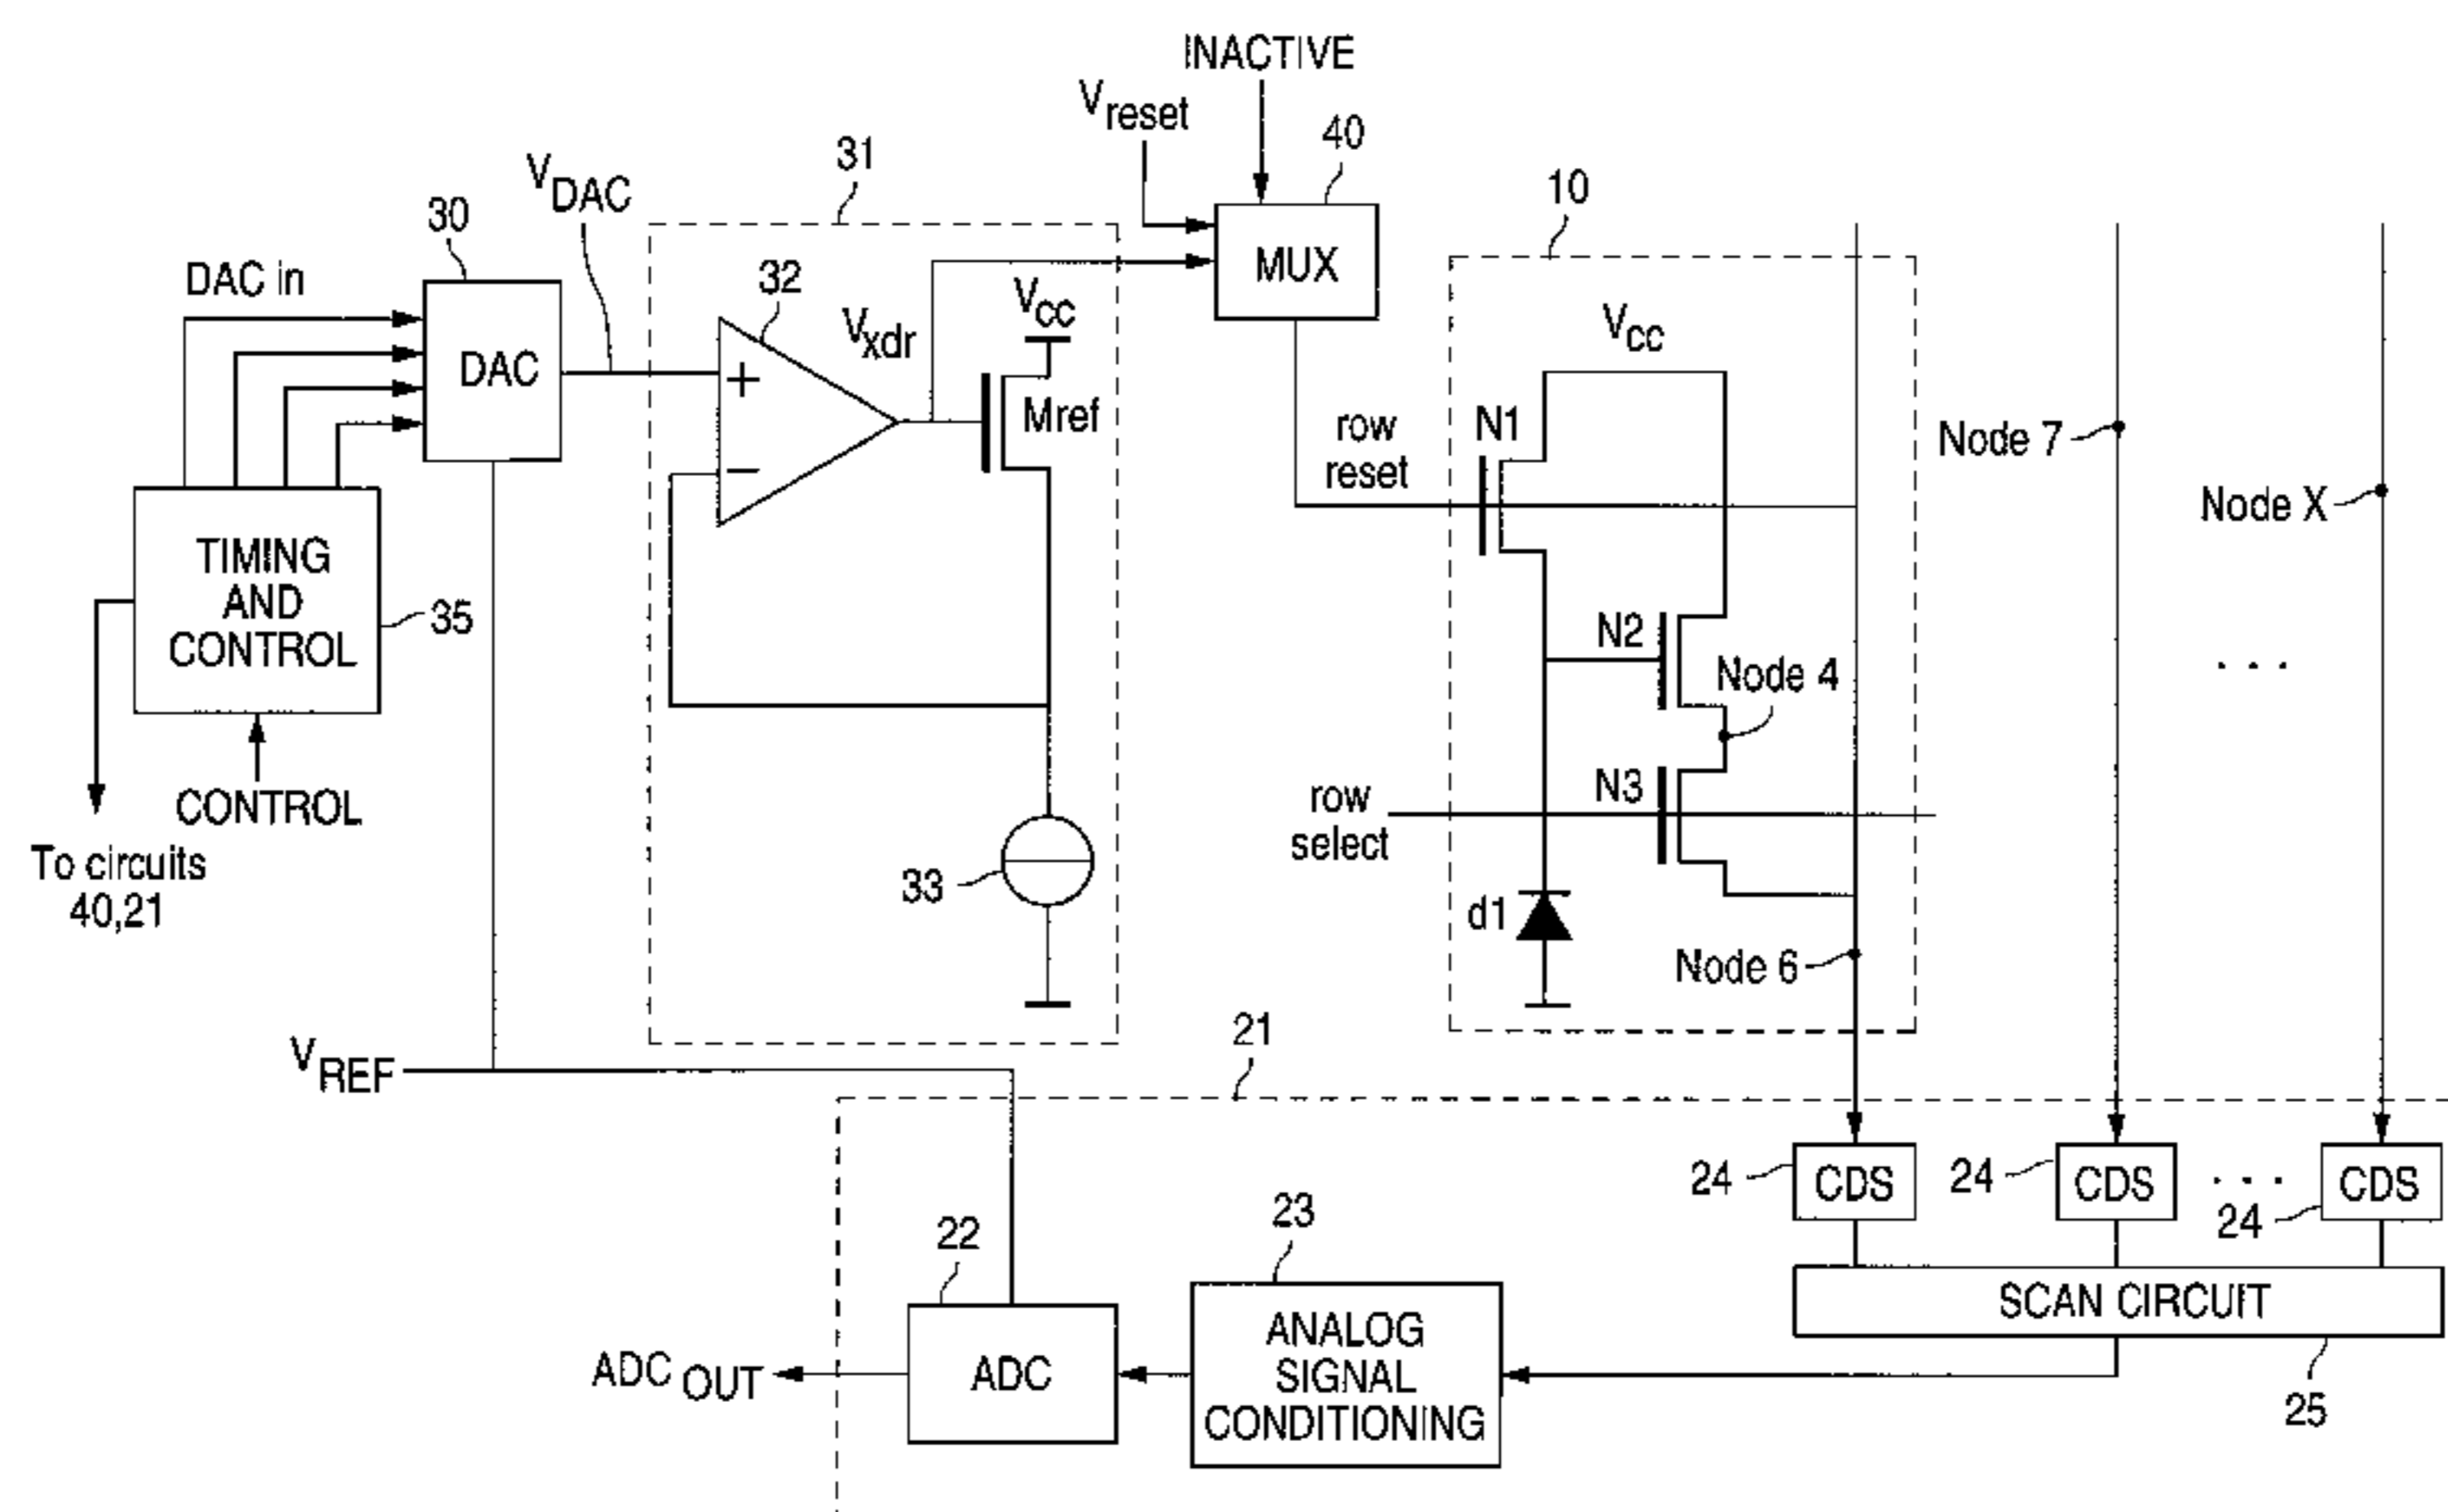 INACTIVE
Vreset
40
31
10
VDAC
30
MUX
32
DAC in
Vcc
Vxdr
Vcc
DAC
+
Mref
N1
row
reset
Node 7
−
Node X
TIMING
AND
CONTROL
35
N2
Node 4
. . .
N3
row
select
CONTROL
To circuits
40,21
33
d1
Node 6
21
VREF
24
CDS
24
CDS
. . .
24
CDS
22
23
ADC OUT
ADC
ANALOG
SIGNAL
CONDITIONING
SCAN CIRCUIT
25